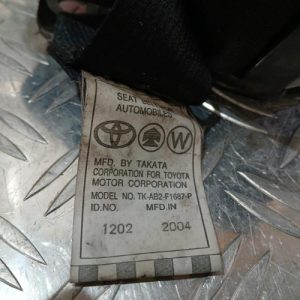 SEAT BELT
AUTOMOBILES
W
MFD. BY TAKATA
CORPORATION FOR TOYOTA
MOTOR CORPORATION
MODEL NO. TK-AB2-F1687-P
ID.NO. MFD.IN
1202 2004